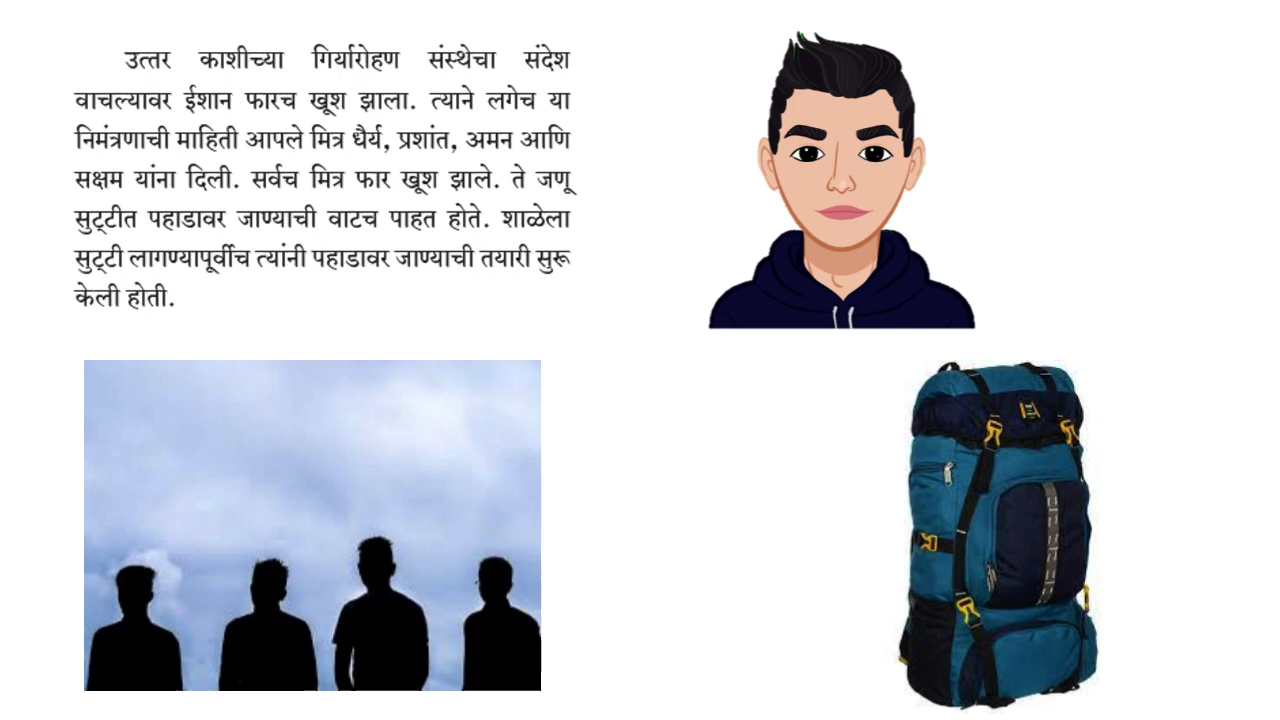 उत्तर काशीच्या गिर्यारोहण संस्थेचा संदेश
वाचल्यावर ईशान फारच खूश झाला. त्याने लगेच या
निमंत्रणाची माहिती आपले मित्र धैर्य, प्रशांत, अमन आणि
सक्षम यांना दिली. सर्वच मित्र फार खूश झाले. ते जणू
सुट्टीत पहाडावर जाण्याची वाटच पाहत होते. शाळेला
सुट्टी लागण्यापूर्वीच त्यांनी पहाडावर जाण्याची तयारी सुरू
केली होती.